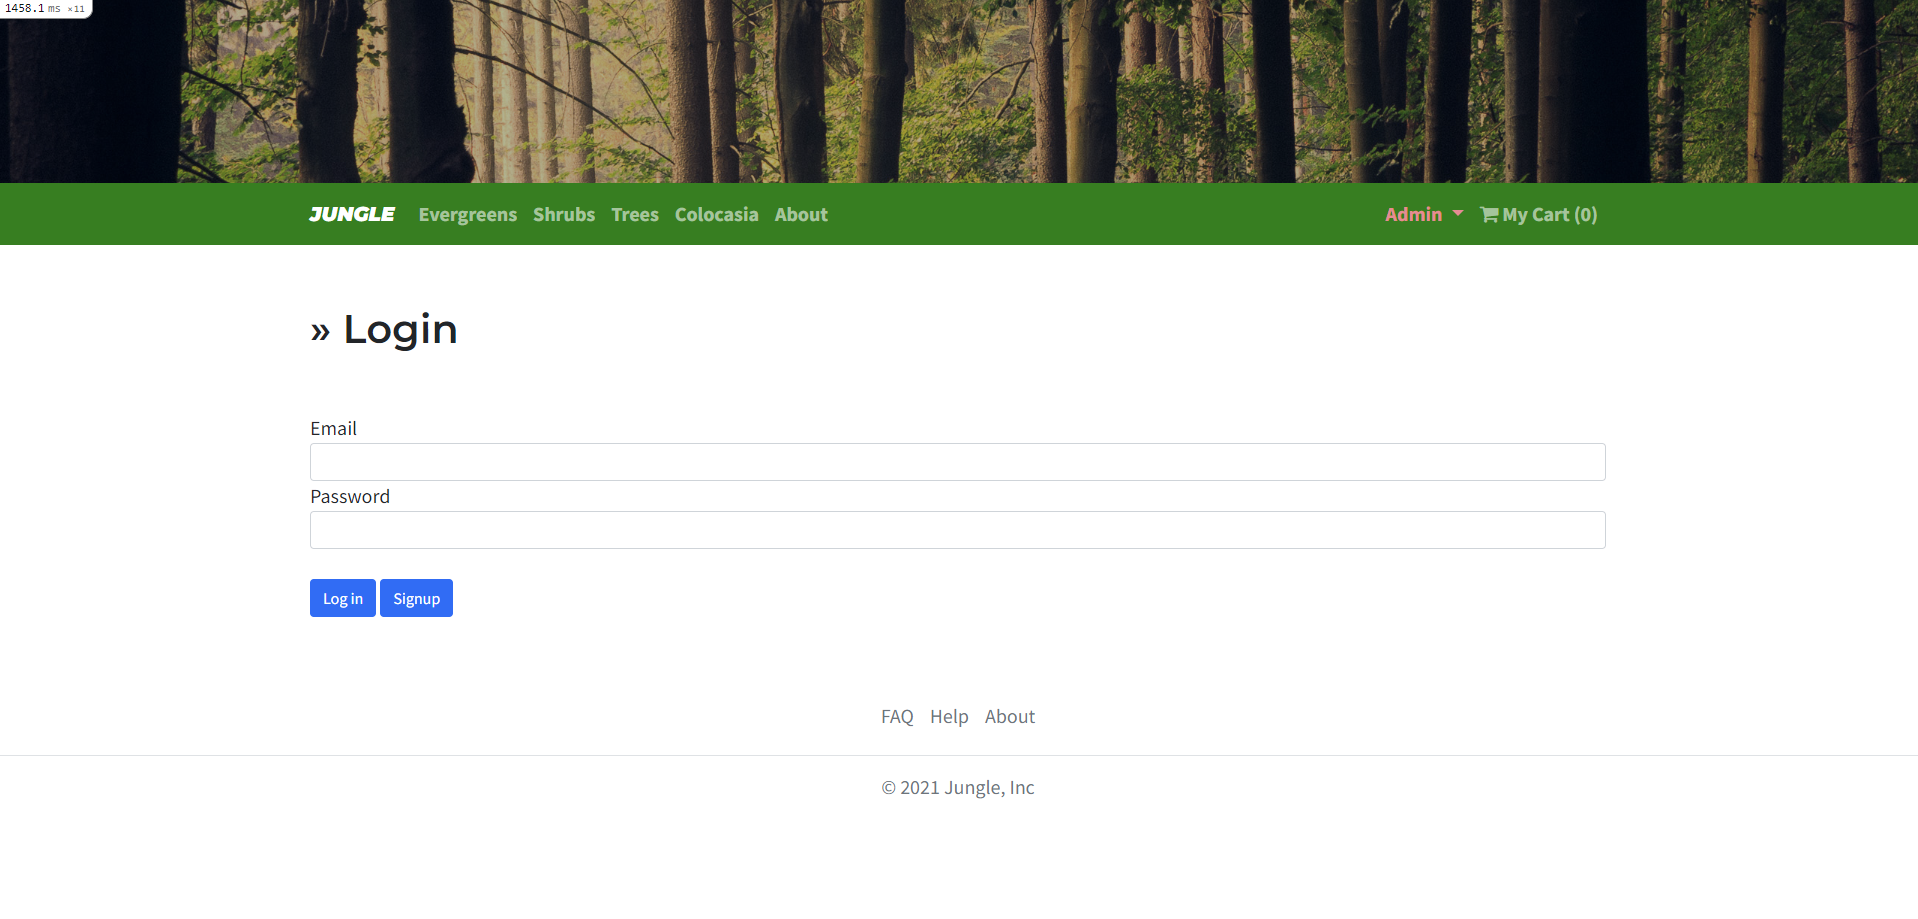 1458.1 ms ×11
JUNGLE Evergreens Shrubs Trees Colocasia About Admin My Cart (0)
» Login
Email
Password
Log in Signup
FAQ Help About
© 2021 Jungle, Inc